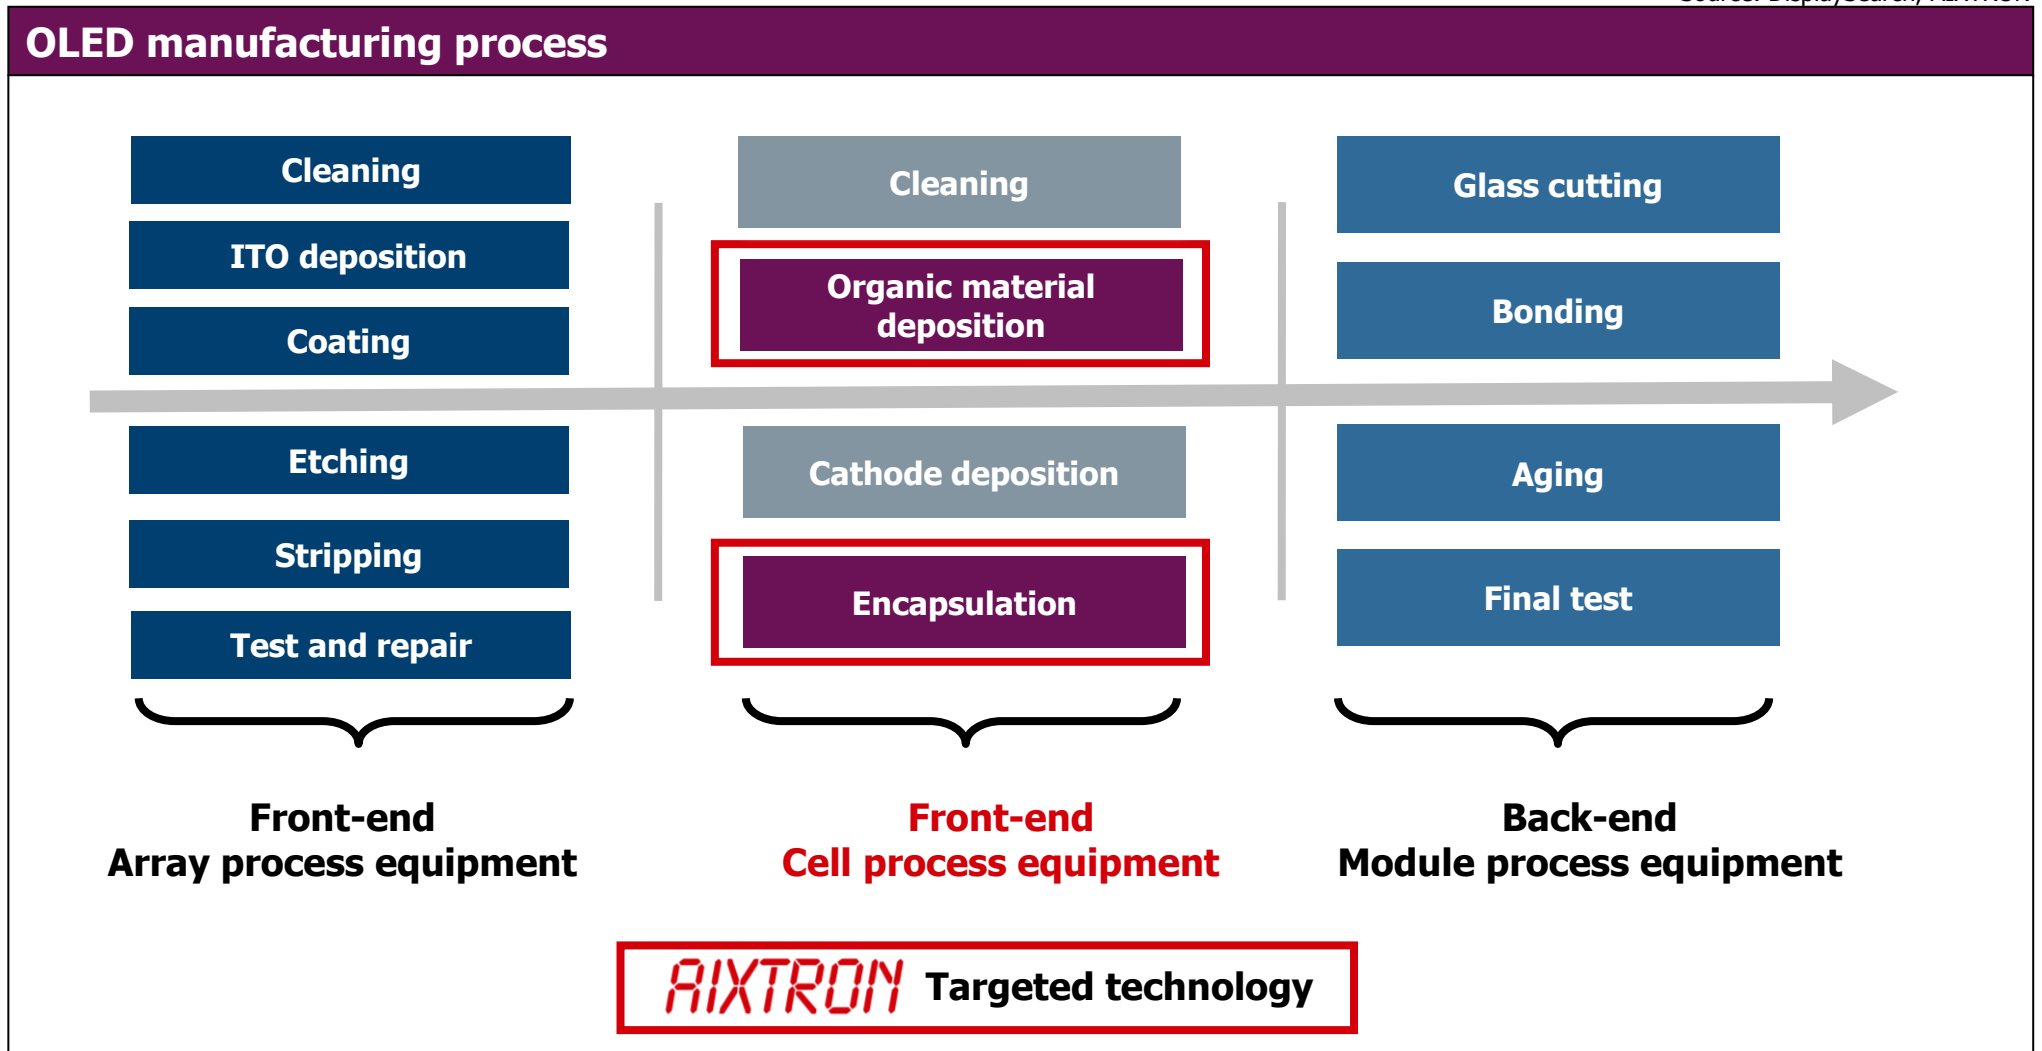 OLED manufacturing process
Cleaning
ITO deposition
Coating
Etching
Stripping
Test and repair
Front-end
Array process equipment
Cleaning
Organic material
deposition
Cathode deposition
Encapsulation
Front-end
Cell process equipment
Glass cutting
Bonding
Aging
Final test
Back-end
Module process equipment
AIXTRON Targeted technology